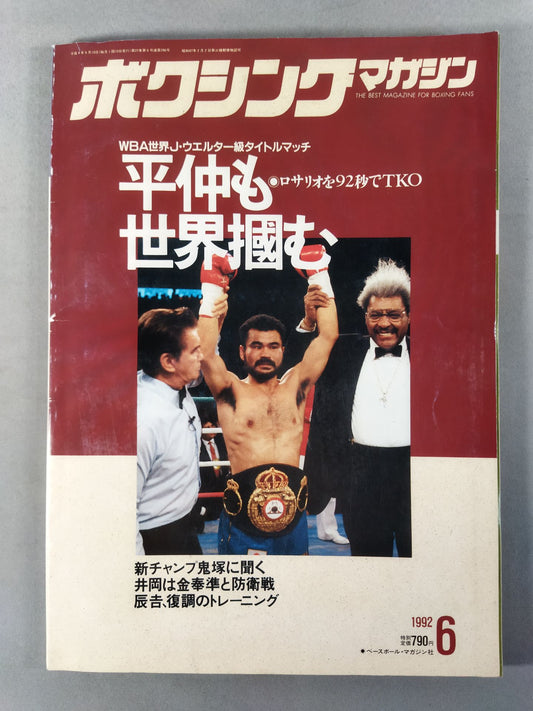 ボクシングマガジン
THE BEST MAGAZINE FOR BOXING FANS
WBA世界J・ウエルター級タイトルマッチ
平仲も
●ロサリオを92秒でTKO
世界掴む
新チャンプ鬼塚に聞く
井岡は金奉準と防衛戦
辰吉、復調のトレーニング
1992
6
特別定価790円
●ベースボール・マガジン社